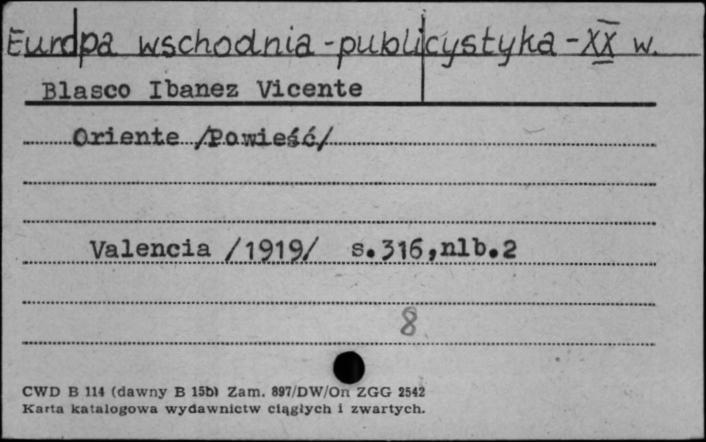 Europa wschodnia - publicystyka - XX w.
Blasco Ibanez Vicente
Oriente /Powieść/
Valencia /1919/ s.316,nlb.2
8
CWD B 114 (dawny B 15b) Zam. 897/DW/On ZGG 2542
Karta katalogowa wydawnictw ciągłych i zwartych.